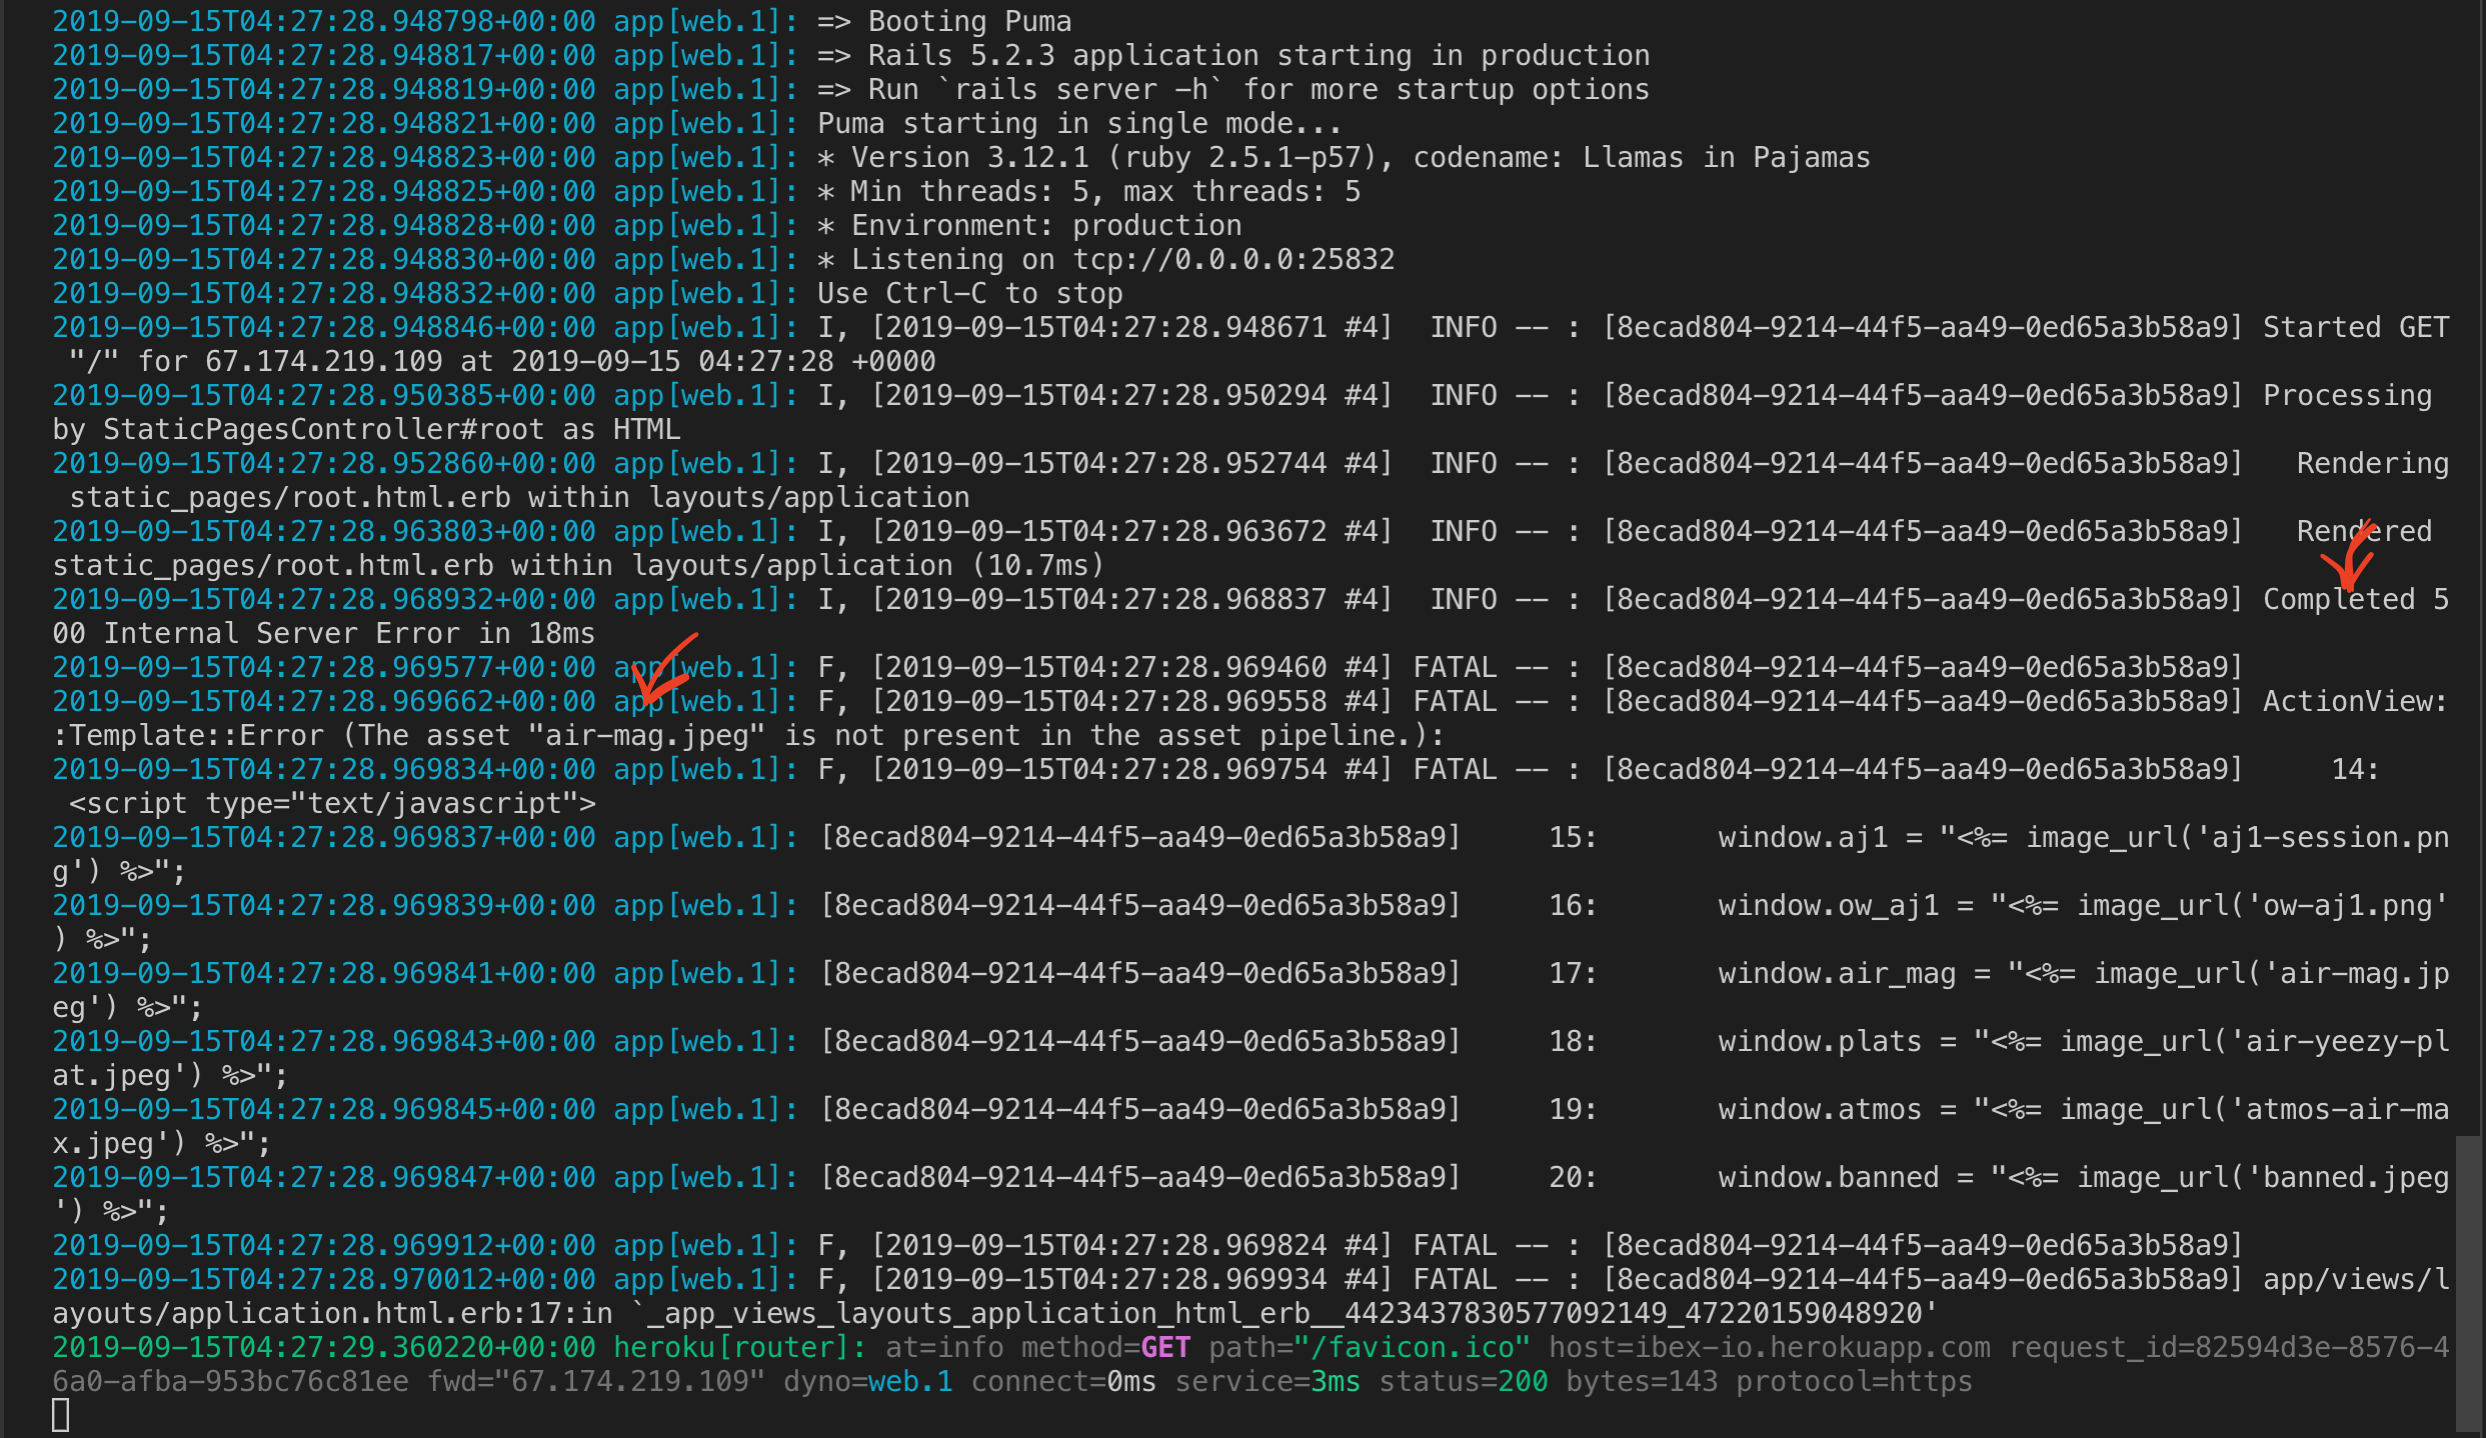 2019-09-15T04:27:28.948798+00:00 app[web.1]: => Booting Puma
2019-09-15T04:27:28.948817+00:00 app[web.1]: => Rails 5.2.3 application starting in production
2019-09-15T04:27:28.948819+00:00 app[web.1]: => Run `rails server -h` for more startup options
2019-09-15T04:27:28.948821+00:00 app[web.1]: Puma starting in single mode...
2019-09-15T04:27:28.948823+00:00 app[web.1]: * Version 3.12.1 (ruby 2.5.1-p57), codename: Llamas in Pajamas
2019-09-15T04:27:28.948825+00:00 app[web.1]: * Min threads: 5, max threads: 5
2019-09-15T04:27:28.948828+00:00 app[web.1]: * Environment: production
2019-09-15T04:27:28.948830+00:00 app[web.1]: * Listening on tcp://0.0.0.0:25832
2019-09-15T04:27:28.948832+00:00 app[web.1]: Use Ctrl-C to stop
2019-09-15T04:27:28.948846+00:00 app[web.1]: I, [2019-09-15T04:27:28.948671 #4]  INFO -- : [8ecad804-9214-44f5-aa49-0ed65a3b58a9] Started GET
 "/" for 67.174.219.109 at 2019-09-15 04:27:28 +0000
2019-09-15T04:27:28.950385+00:00 app[web.1]: I, [2019-09-15T04:27:28.950294 #4]  INFO -- : [8ecad804-9214-44f5-aa49-0ed65a3b58a9] Processing
by StaticPagesController#root as HTML
2019-09-15T04:27:28.952860+00:00 app[web.1]: I, [2019-09-15T04:27:28.952744 #4]  INFO -- : [8ecad804-9214-44f5-aa49-0ed65a3b58a9]   Rendering
 static_pages/root.html.erb within layouts/application
2019-09-15T04:27:28.963803+00:00 app[web.1]: I, [2019-09-15T04:27:28.963672 #4]  INFO -- : [8ecad804-9214-44f5-aa49-0ed65a3b58a9]   Rendered
static_pages/root.html.erb within layouts/application (10.7ms)
2019-09-15T04:27:28.968932+00:00 app[web.1]: I, [2019-09-15T04:27:28.968837 #4]  INFO -- : [8ecad804-9214-44f5-aa49-0ed65a3b58a9] Completed 5
00 Internal Server Error in 18ms
2019-09-15T04:27:28.969577+00:00 app[web.1]: F, [2019-09-15T04:27:28.969460 #4] FATAL -- : [8ecad804-9214-44f5-aa49-0ed65a3b58a9]
2019-09-15T04:27:28.969662+00:00 app[web.1]: F, [2019-09-15T04:27:28.969558 #4] FATAL -- : [8ecad804-9214-44f5-aa49-0ed65a3b58a9] ActionView:
:Template::Error (The asset "air-mag.jpeg" is not present in the asset pipeline.):
2019-09-15T04:27:28.969834+00:00 app[web.1]: F, [2019-09-15T04:27:28.969754 #4] FATAL -- : [8ecad804-9214-44f5-aa49-0ed65a3b58a9]     14:
 <script type="text/javascript">
2019-09-15T04:27:28.969837+00:00 app[web.1]: [8ecad804-9214-44f5-aa49-0ed65a3b58a9]     15:       window.aj1 = "<%= image_url('aj1-session.pn
g') %>";
2019-09-15T04:27:28.969839+00:00 app[web.1]: [8ecad804-9214-44f5-aa49-0ed65a3b58a9]     16:       window.ow_aj1 = "<%= image_url('ow-aj1.png'
) %>";
2019-09-15T04:27:28.969841+00:00 app[web.1]: [8ecad804-9214-44f5-aa49-0ed65a3b58a9]     17:       window.air_mag = "<%= image_url('air-mag.jp
eg') %>";
2019-09-15T04:27:28.969843+00:00 app[web.1]: [8ecad804-9214-44f5-aa49-0ed65a3b58a9]     18:       window.plats = "<%= image_url('air-yeezy-pl
at.jpeg') %>";
2019-09-15T04:27:28.969845+00:00 app[web.1]: [8ecad804-9214-44f5-aa49-0ed65a3b58a9]     19:       window.atmos = "<%= image_url('atmos-air-ma
x.jpeg') %>";
2019-09-15T04:27:28.969847+00:00 app[web.1]: [8ecad804-9214-44f5-aa49-0ed65a3b58a9]     20:       window.banned = "<%= image_url('banned.jpeg
') %>";
2019-09-15T04:27:28.969912+00:00 app[web.1]: F, [2019-09-15T04:27:28.969824 #4] FATAL -- : [8ecad804-9214-44f5-aa49-0ed65a3b58a9]
2019-09-15T04:27:28.970012+00:00 app[web.1]: F, [2019-09-15T04:27:28.969934 #4] FATAL -- : [8ecad804-9214-44f5-aa49-0ed65a3b58a9] app/views/l
ayouts/application.html.erb:17:in `_app_views_layouts_application_html_erb__4423437830577092149_47220159048920'
2019-09-15T04:27:29.360220+00:00 heroku[router]: at=info method=GET path="/favicon.ico" host=ibex-io.herokuapp.com request_id=82594d3e-8576-4
6a0-afba-953bc76c81ee fwd="67.174.219.109" dyno=web.1 connect=0ms service=3ms status=200 bytes=143 protocol=https